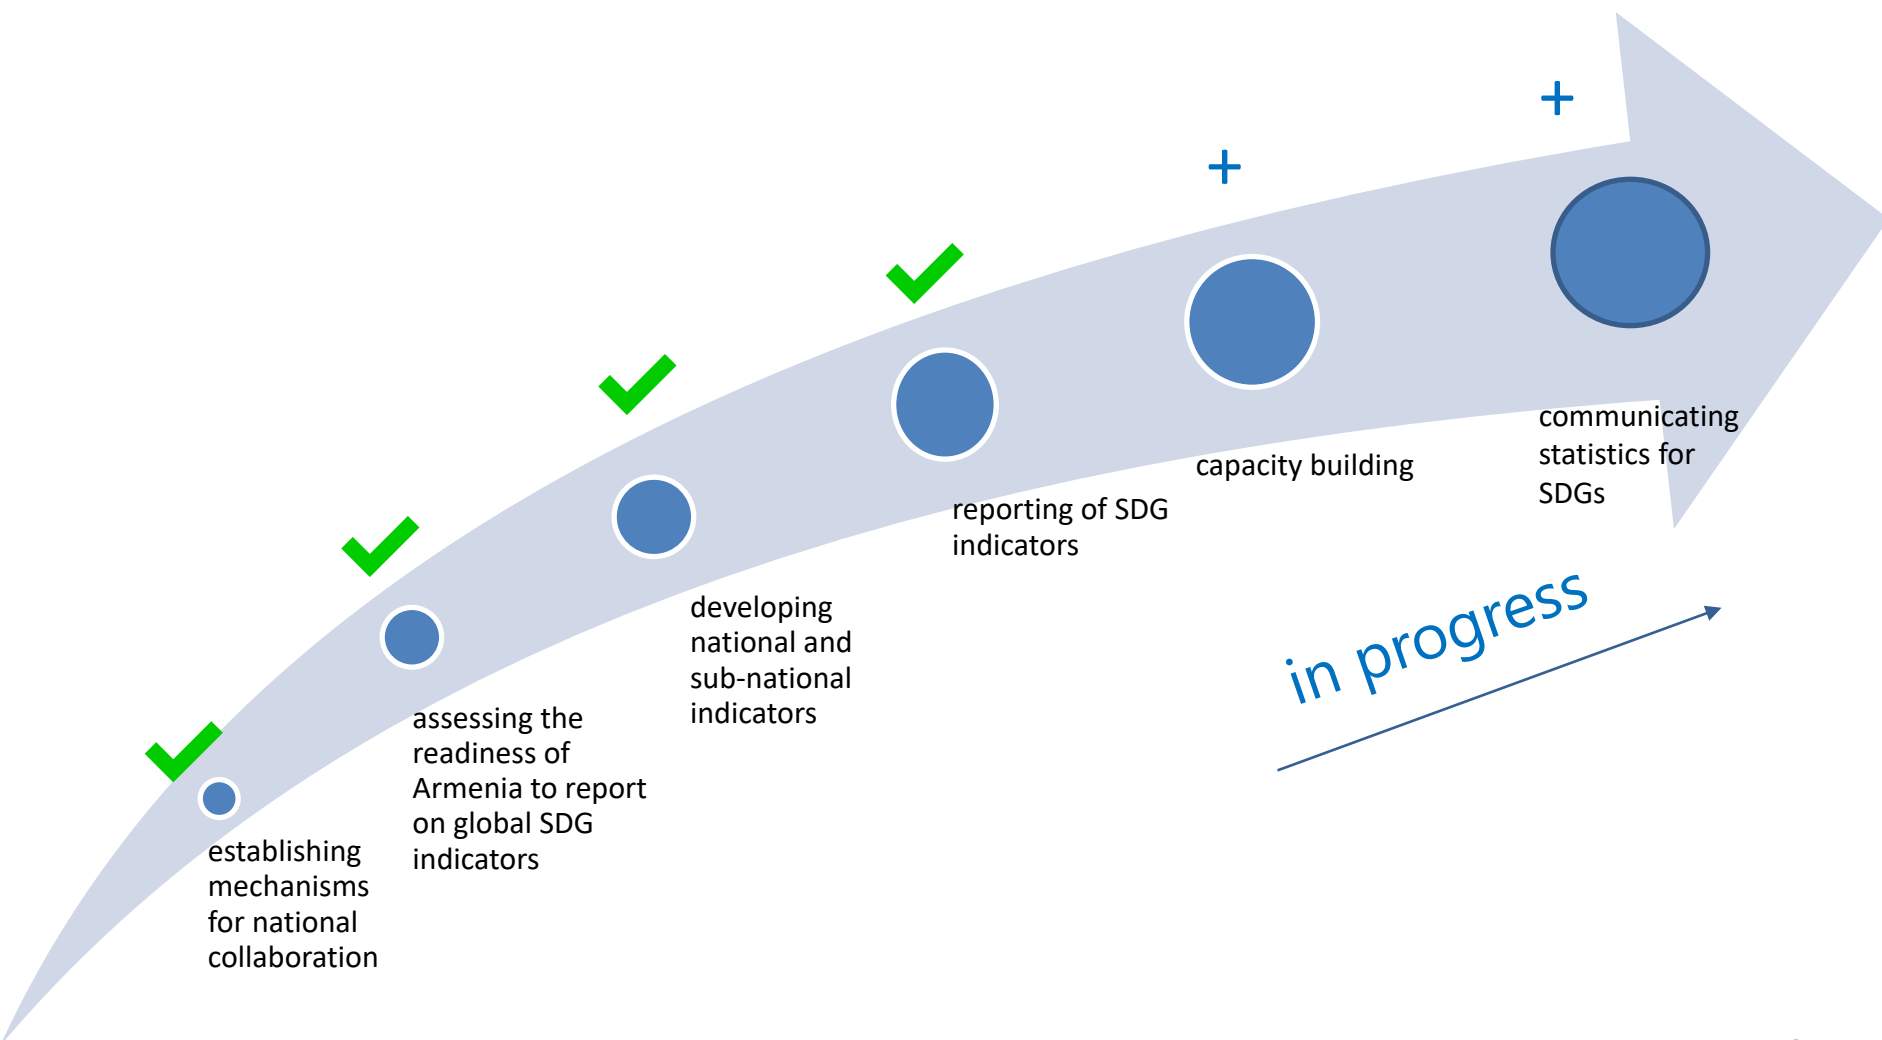 establishing
mechanisms
for national
collaboration
assessing the
readiness of
Armenia to report
on global SDG
indicators
developing
national and
sub-national
indicators
reporting of SDG
indicators
+
capacity building
+
communicating
statistics for
SDGs
in progress